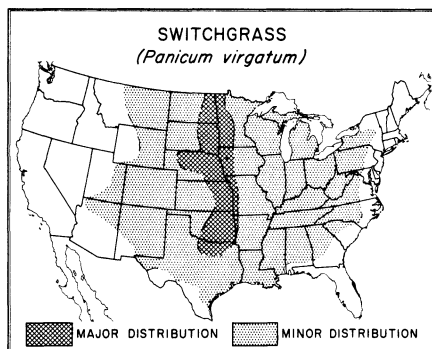 SWITCHGRASS
(Panicum virgatum)
MAJOR DISTRIBUTION MINOR DISTRIBUTION